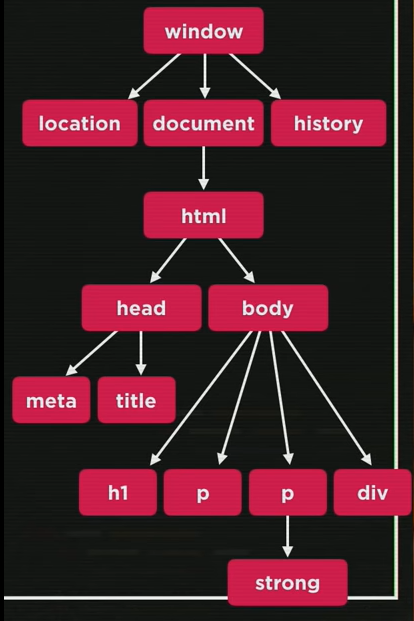 window
location document history
html
head body
meta title
h1 p p div
strong